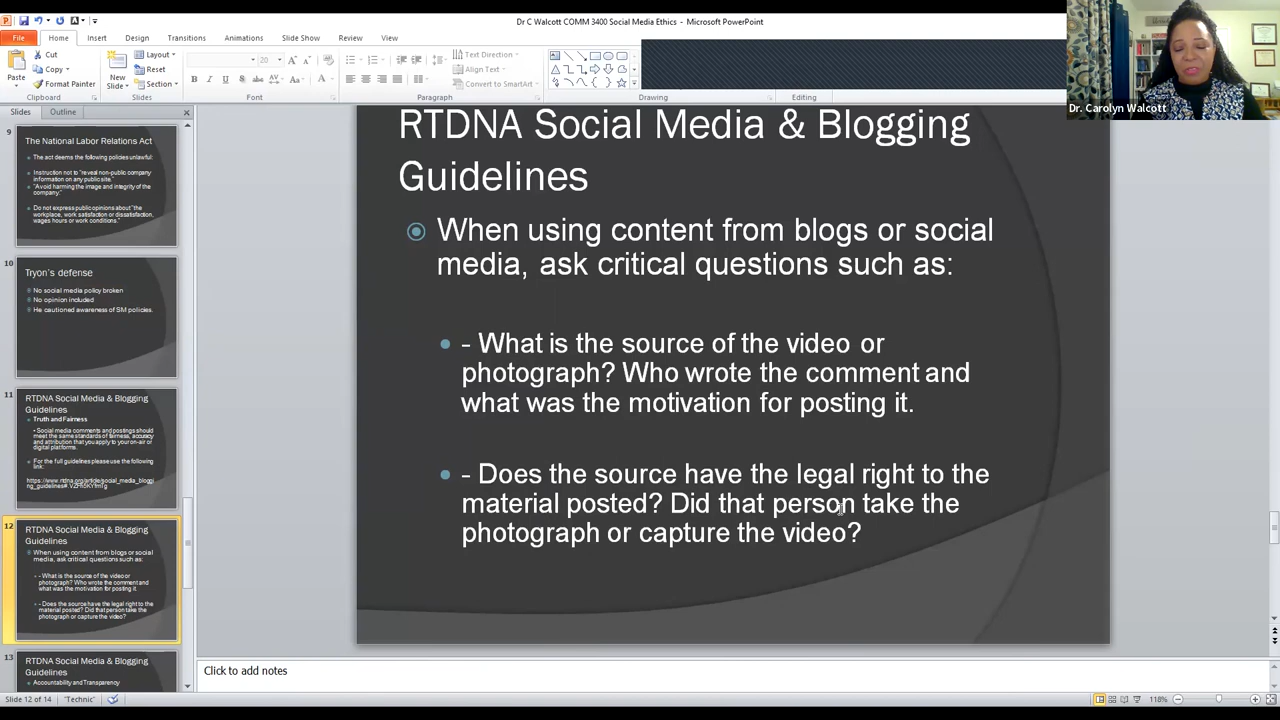 Dr C Walcott COMM 3400 Social Media Ethics - Microsoft PowerPoint
File Home Insert Design Transitions Animations Slide Show Review View
Cut
Copy
Format Painter
Paste
Clipboard
New
Slide
Layout
Reset
Section
Slides
20
Font
Text Direction
Align Text
Convert to SmartArt
Paragraph
Drawing
Editing
Dr. Carolyn Walcott
Slides Outline
9
The National Labor Relations Act
The act deems the following policies unlawful:
Instruction not to "reveal non-public company
information on any public site."
"Avoid harming the image and integrity of the
company."
Do not express public opinions about "the
workplace, work satisfaction or dissatisfaction,
wages hours or work conditions."
10
Tryon's defense
No social media policy broken
No opinion included
He cautioned awareness of SM policies.
11
RTDNA Social Media & Blogging
Guidelines
Truth and Fairness
• Social media comments and postings should
meet the same standards of fairness, accuracy
and attribution that you apply to your on-air or
digital platforms.
For the full guidelines please use the following
link:
12
RTDNA Social Media & Blogging
Guidelines
When using content from blogs or social
media, ask critical questions such as:
- What is the source of the video or
photograph? Who wrote the comment and
what was the motivation for posting it.
- Does the source have the legal right to the
material posted? Did that person take the
photograph or capture the video?
13
RTDNA Social Media & Blogging
Guidelines
Accountability and Transparency
RTDNA Social Media & Blogging
Guidelines
When using content from blogs or social
media, ask critical questions such as:
- What is the source of the video or
photograph? Who wrote the comment and
what was the motivation for posting it.
- Does the source have the legal right to the
material posted? Did that person take the
photograph or capture the video?
Click to add notes
Slide 12 of 14 "Technic" 118%